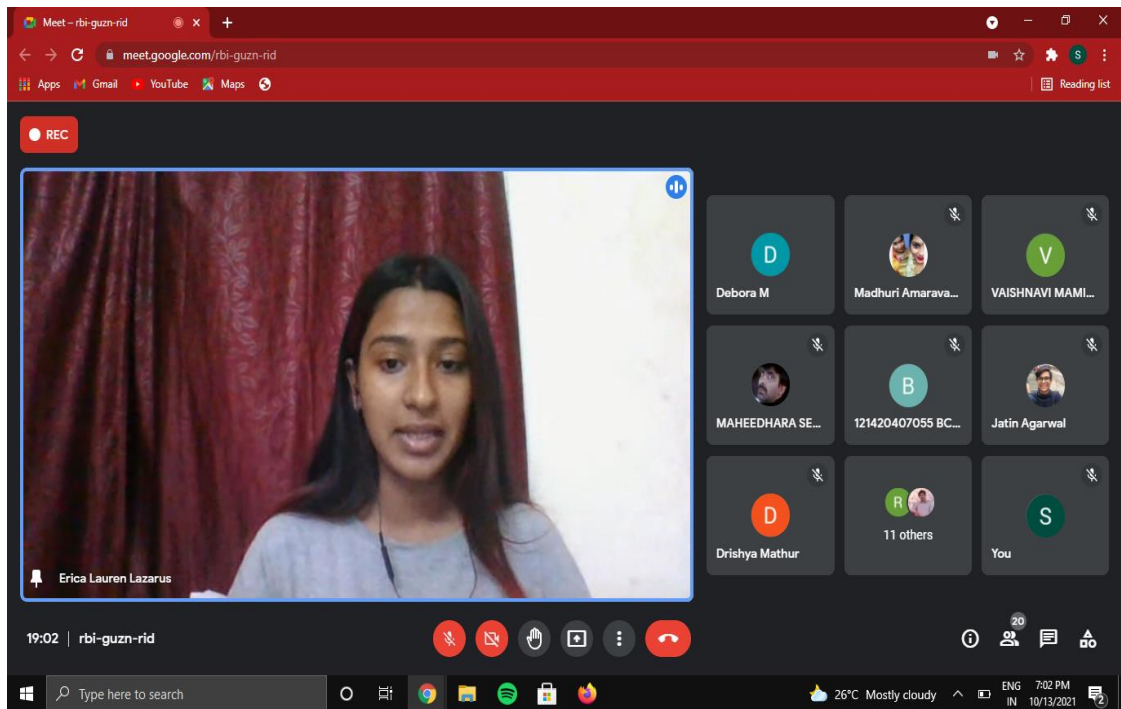 Meet – rbi-guzn-rid
meet.google.com/rbi-guzn-rid
S
Apps Gmail YouTube Maps
Reading list
REC
D
Debora M
Madhuri Amarava...
V
VAISHNAVI MAMI...
MAHEEDHARA SE...
B
121420407055 BC...
Jatin Agarwal
D
Drishya Mathur
R
11 others
S
You
Erica Lauren Lazarus
19:02 | rbi-guzn-rid
20
Type here to search
26°C Mostly cloudy
ENG
IN
7:02 PM
10/13/2021
2